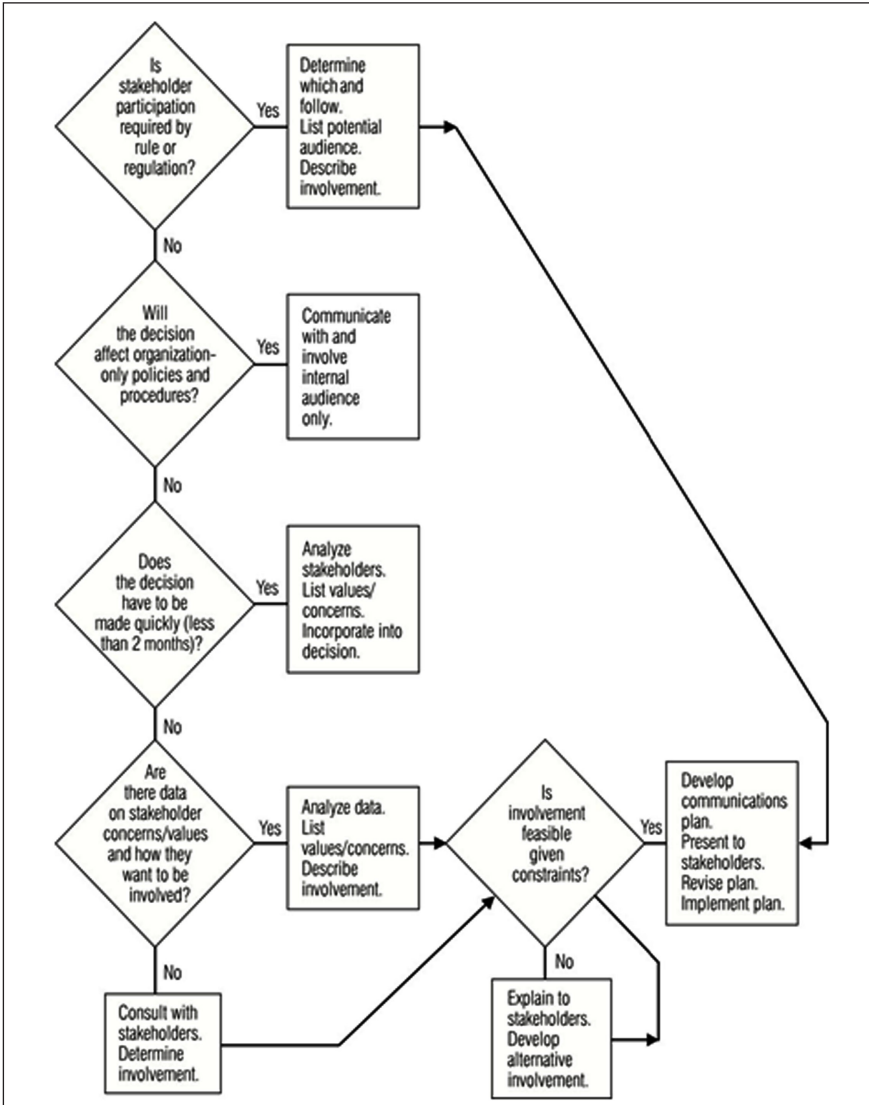 Is
stakeholder
participation
required by
rule or
regulation?
Yes
Determine
which and
follow.
List potential
audience.
Describe
involvement.
No
Will
the decision
affect organization-
only policies and
procedures?
Yes
Communicate
with and
involve
internal
audience
only.
No
Does
the decision
have to be
made quickly (less
than 2 months)?
Yes
Analyze
stakeholders.
List values/
concerns.
Incorporate into
decision.
No
Are
there data
on stakeholder
concerns/values
and how they
want to be
involved?
Yes
Analyze data.
List
values/concerns.
Describe
involvement.
Is
involvement
feasible
given
constraints?
Yes
Develop
communications
plan.
Present to
stakeholders.
Revise plan.
Implement plan.
No
Consult with
stakeholders.
Determine
involvement.
No
Explain to
stakeholders.
Develop
alternative
involvement.